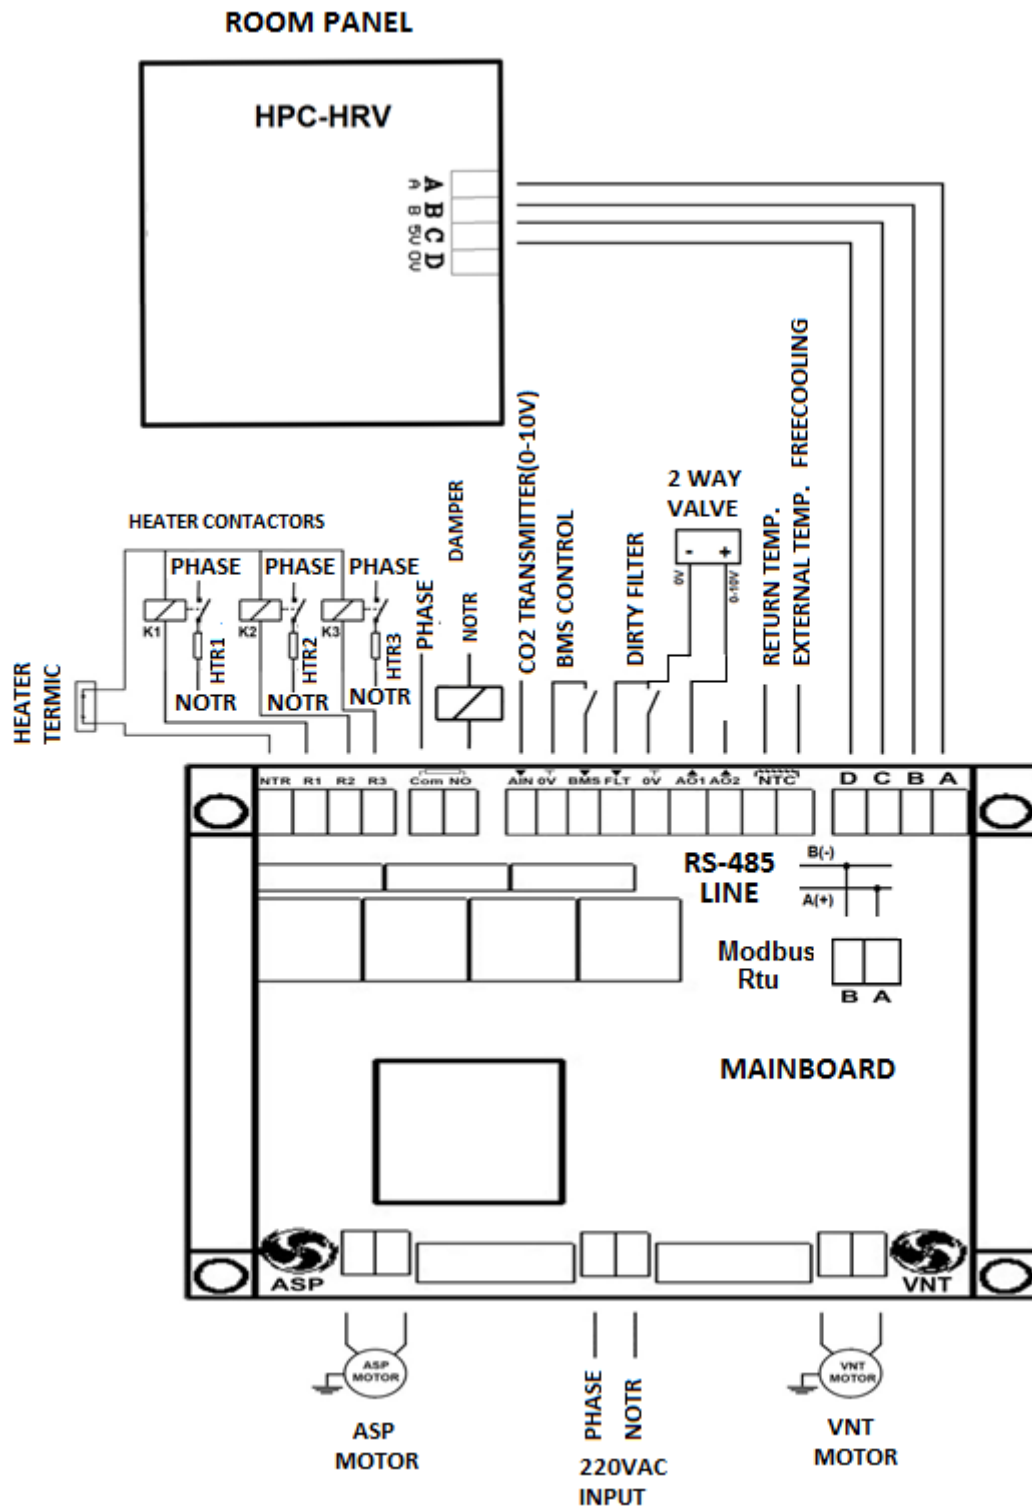 ROOM PANEL
HPC-HRV
A A
B B
5V C
0V D
CO2 TRANSMITTER(0-10V)
BMS CONTROL
DIRTY FILTER
2 WAY
VALVE
- +
0V
0-10V
RETURN TEMP.
EXTERNAL TEMP. FREECOOLING
HEATER CONTACTORS
DAMPER
PHASE PHASE PHASE
K1 K2 K3
HTR1 HTR2 HTR3
NOTR NOTR NOTR
PHASE
NOTR
HEATER
TERMIC
NTR R1 R2 R3 Com NO AIN 0V BMS FLT 0V AO1 AO2 NTC D C B A
RS-485
LINE
B(-)
A(+)
Modbus
Rtu
B A
MAINBOARD
ASP
VNT
ASP
MOTOR
VNT
MOTOR
PHASE
NOTR
ASP
MOTOR
220VAC
INPUT
VNT
MOTOR